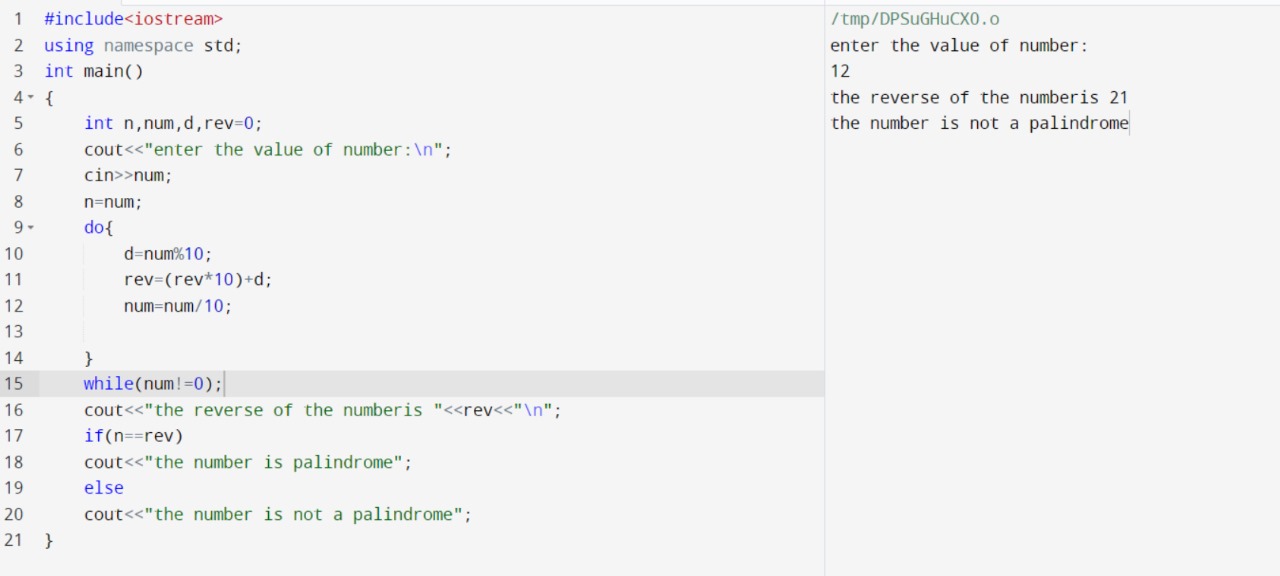 1 #include<iostream>
2 using namespace std;
3 int main()
4 {
5     int n,num,d,rev=0;
6     cout<<"enter the value of number:\n";
7     cin>>num;
8     n=num;
9     do{
10         d=num%10;
11         rev=(rev*10)+d;
12         num=num/10;
13
14     }
15     while(num!=0);
16     cout<<"the reverse of the numberis "<<rev<<"\n";
17     if(n==rev)
18     cout<<"the number is palindrome";
19     else
20     cout<<"the number is not a palindrome";
21 }
/tmp/DPSuGHuCX0.o
enter the value of number:
12
the reverse of the numberis 21
the number is not a palindrome